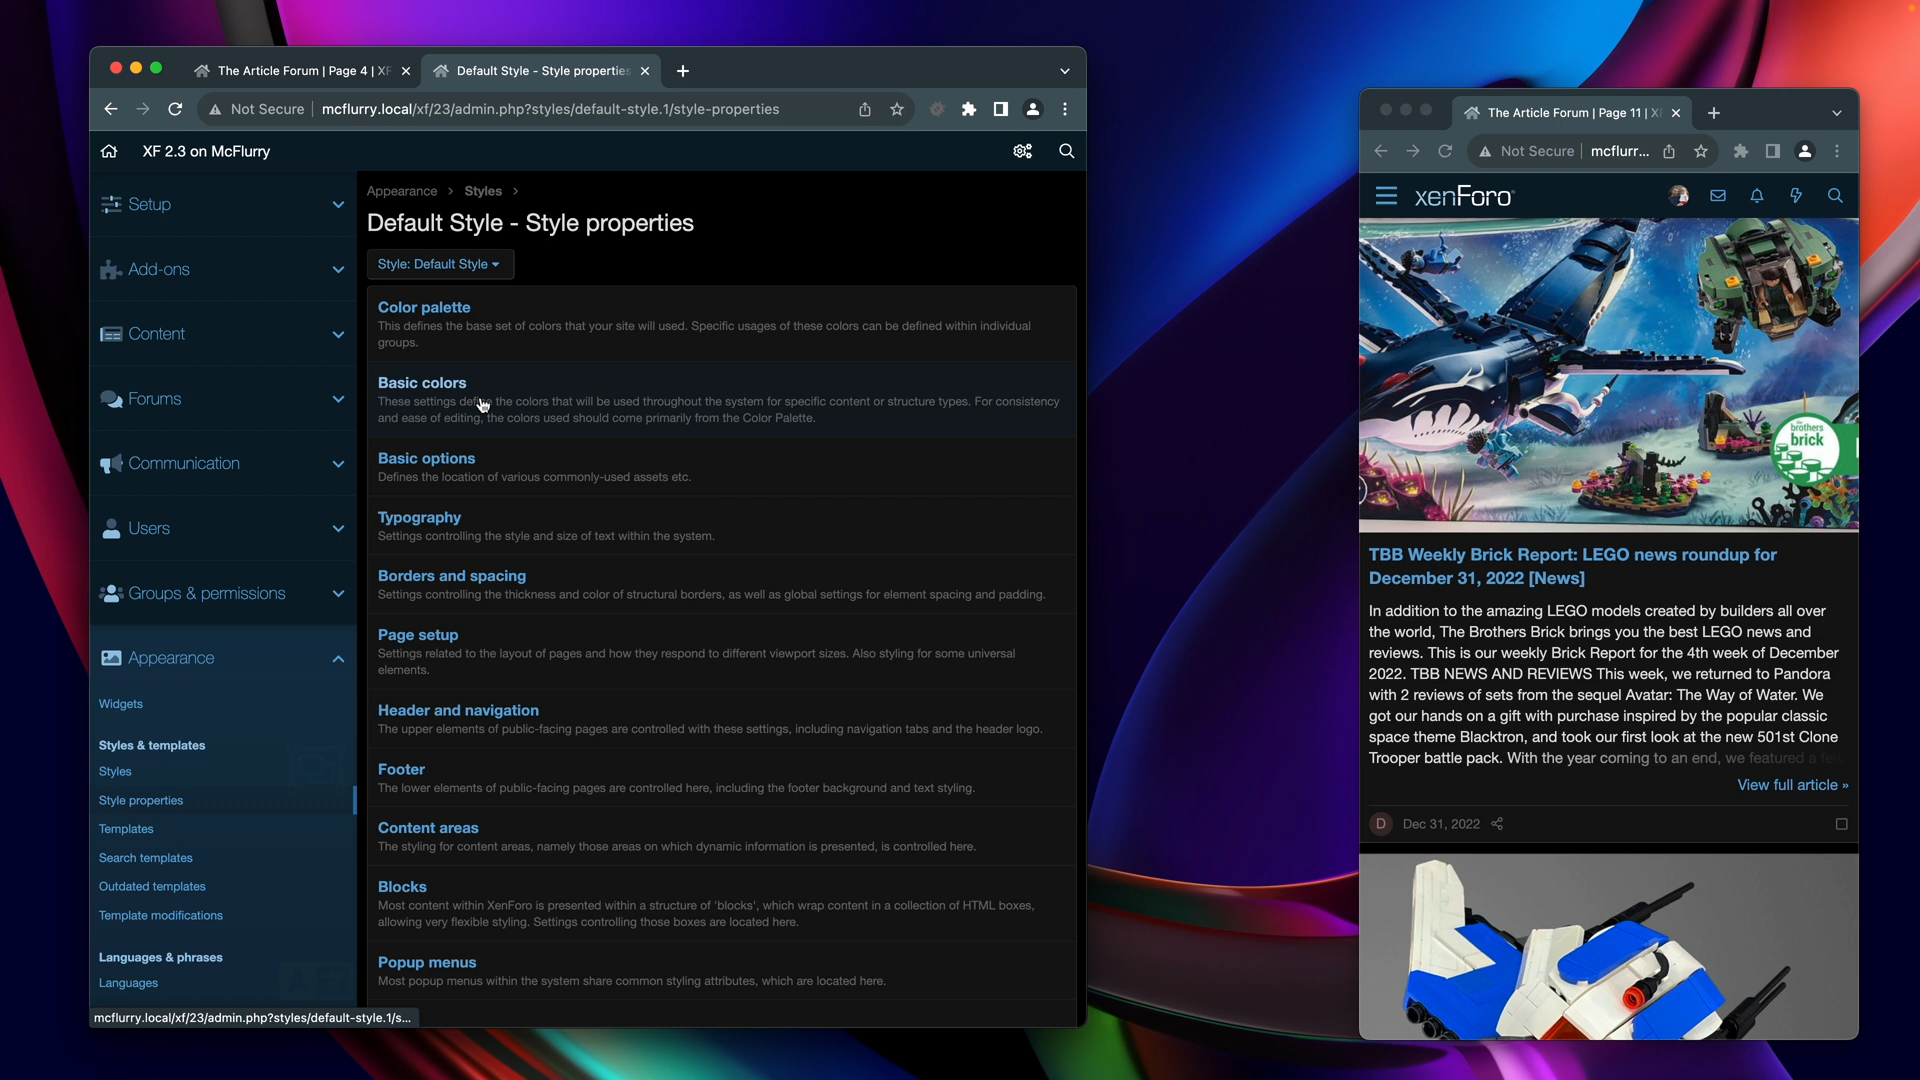 The Article Forum | Page 4 | XF
Default Style - Style properties
Not Secure
mcflurry.local/xf/23/admin.php?styles/default-style.1/style-properties
XF 2.3 on McFlurry
Setup
Add-ons
Content
Forums
Communication
Users
Groups & permissions
Appearance
Widgets
Styles & templates
Styles
Style properties
Templates
Search templates
Outdated templates
Template modifications
Languages & phrases
Languages
mcflurry.local/xf/23/admin.php?styles/default-style.1/s...
Appearance > Styles >
Default Style - Style properties
Style: Default Style
Color palette
This defines the base set of colors that your site will used. Specific usages of these colors can be defined within individual
groups.
Basic colors
These settings define the colors that will be used throughout the system for specific content or structure types. For consistency
and ease of editing, the colors used should come primarily from the Color Palette.
Basic options
Defines the location of various commonly-used assets etc.
Typography
Settings controlling the style and size of text within the system.
Borders and spacing
Settings controlling the thickness and color of structural borders, as well as global settings for element spacing and padding.
Page setup
Settings related to the layout of pages and how they respond to different viewport sizes. Also styling for some universal
elements.
Header and navigation
The upper elements of public-facing pages are controlled with these settings, including navigation tabs and the header logo.
Footer
The lower elements of public-facing pages are controlled here, including the footer background and text styling.
Content areas
The styling for content areas, namely those areas on which dynamic information is presented, is controlled here.
Blocks
Most content within XenForo is presented within a structure of 'blocks', which wrap content in a collection of HTML boxes,
allowing very flexible styling. Settings controlling those boxes are located here.
Popup menus
Most popup menus within the system share common styling attributes, which are located here.
The Article Forum | Page 11 | X
Not Secure
mcflurr...
xenForo
the
brothers
brick
TBB Weekly Brick Report: LEGO news roundup for
December 31, 2022 [News]
In addition to the amazing LEGO models created by builders all over
the world, The Brothers Brick brings you the best LEGO news and
reviews. This is our weekly Brick Report for the 4th week of December
2022. TBB NEWS AND REVIEWS This week, we returned to Pandora
with 2 reviews of sets from the sequel Avatar: The Way of Water. We
got our hands on a gift with purchase inspired by the popular classic
space theme Blacktron, and took our first look at the new 501st Clone
Trooper battle pack. With the year coming to an end, we featured a few
View full article »
D
Dec 31, 2022